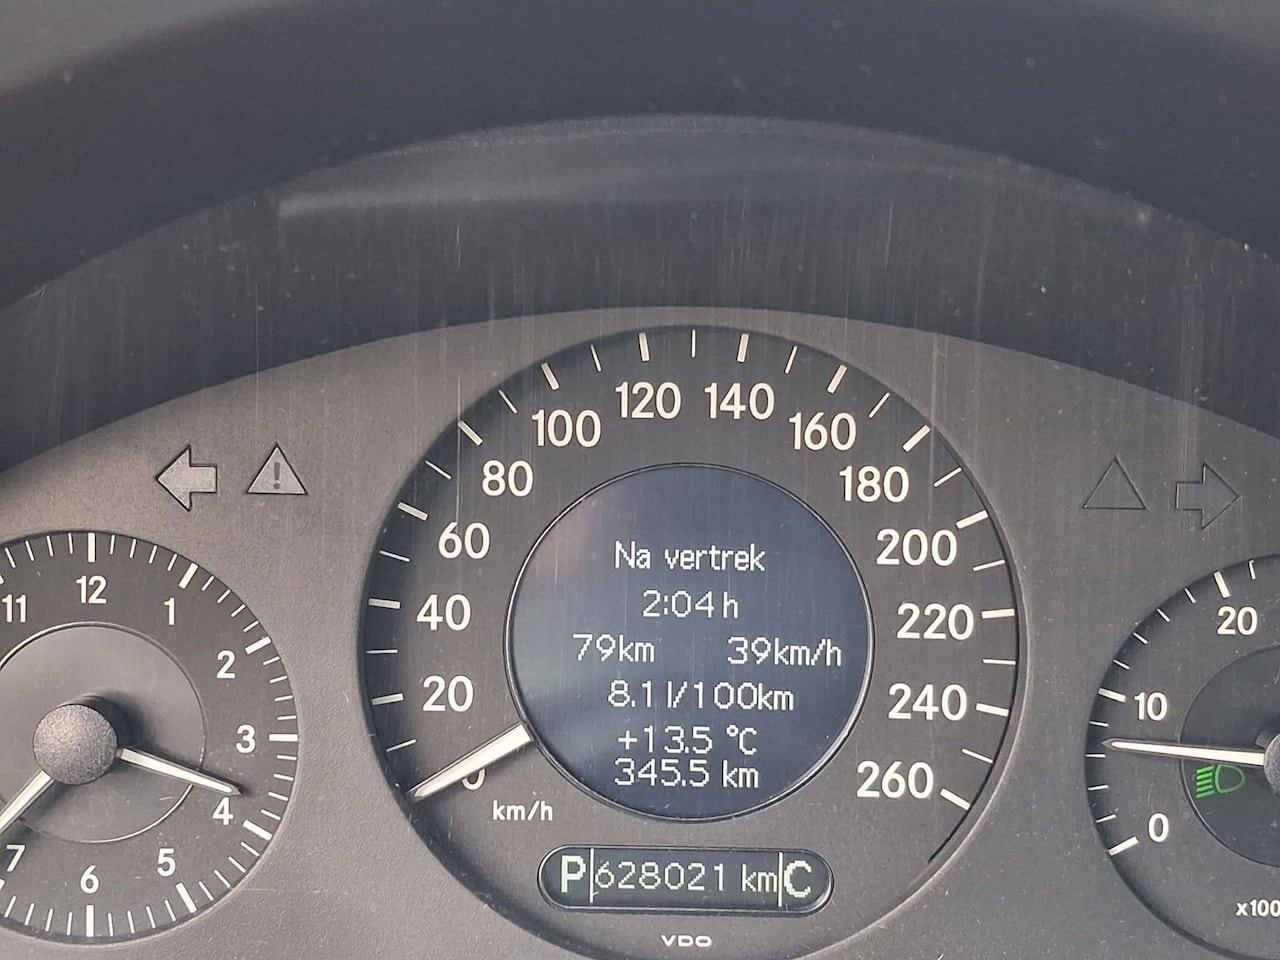 120 140
100 160
80 180
60 200
40 220
20 240
0 260
km/h
Na vertrek
2:04 h
79km 39km/h
8.1 l/100km
+13.5 °C
345.5 km
P 628021 km C
VDO
11 12 1
2
3
4
5
6
7
20
10
0
x100